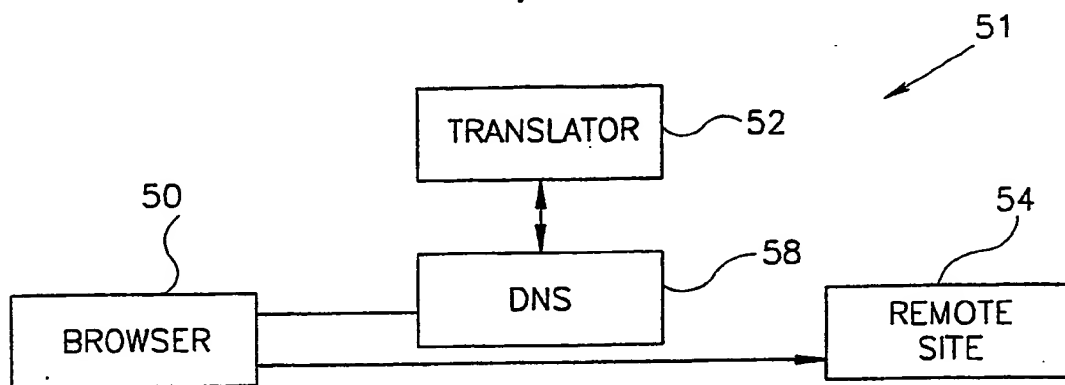 51
TRANSLATOR
52
50
54
DNS
58
BROWSER
REMOTE
SITE